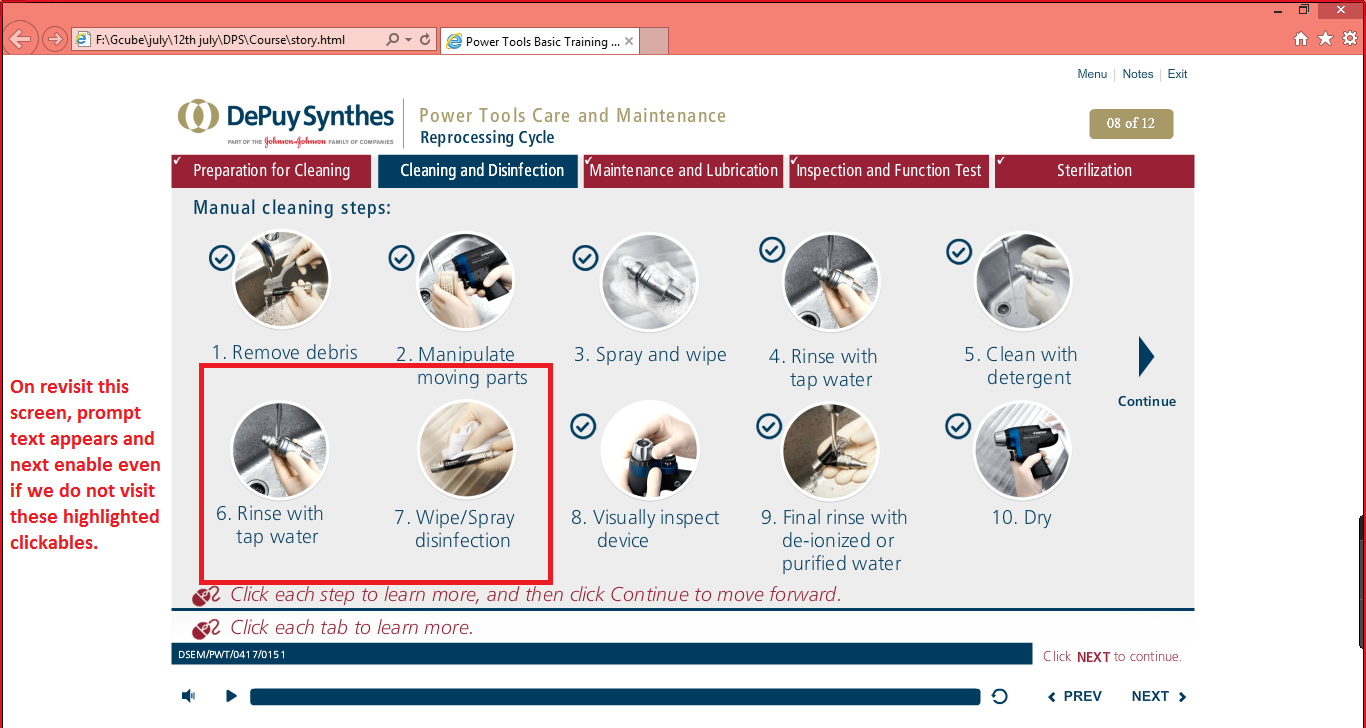 F:\Gcube\july\12th july\DPS\Course\story.html
Power Tools Basic Training ...
Menu | Notes | Exit
DePuy Synthes
PART OF THE Johnson & Johnson FAMILY OF COMPANIES
Power Tools Care and Maintenance
Reprocessing Cycle
08 of 12
Preparation for Cleaning
Cleaning and Disinfection
Maintenance and Lubrication
Inspection and Function Test
Sterilization
Manual cleaning steps:
1. Remove debris
2. Manipulate
moving parts
3. Spray and wipe
4. Rinse with
tap water
5. Clean with
detergent
Continue
On revisit this
screen, prompt
text appears and
next enable even
if we do not visit
these highlighted
clickables.
6. Rinse with
tap water
7. Wipe/Spray
disinfection
8. Visually inspect
device
9. Final rinse with
de-ionized or
purified water
10. Dry
Click each step to learn more, and then click Continue to move forward.
Click each tab to learn more.
DSEM/PWT/0417/0151
Click NEXT to continue.
PREV
NEXT